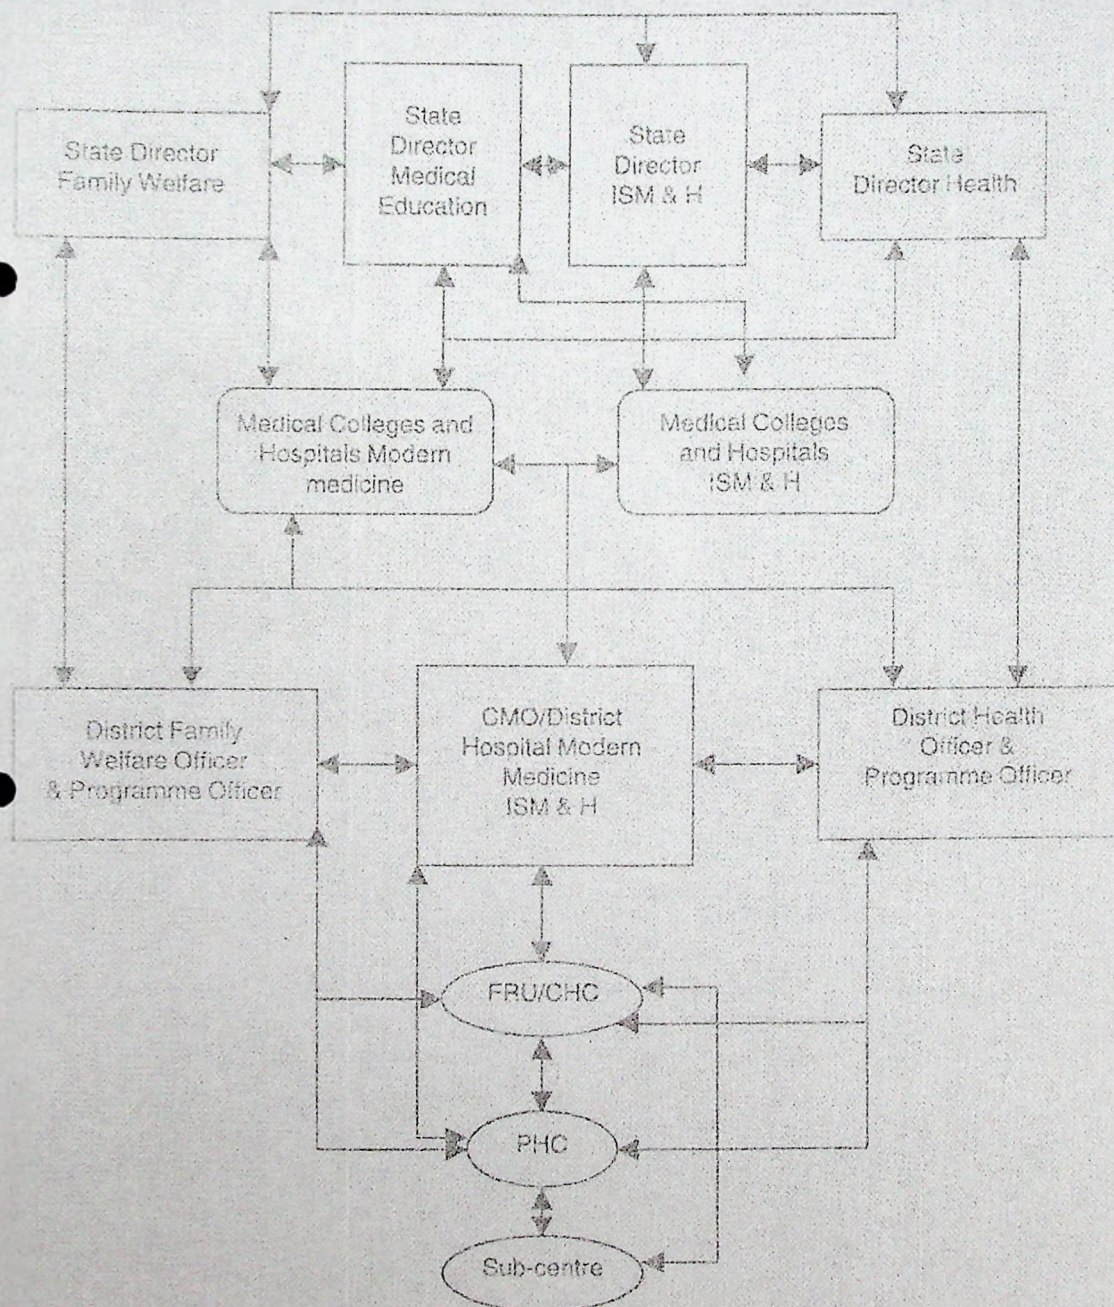 State Director
Family Welfare
State
Director
Medical
Education
State
Director
ISM & H
State
Director Health
Medical Colleges and
Hospitals Modern
medicine
Medical Colleges
and Hospitals
ISM & H
District Family
Welfare Officer
& Programme Officer
CMO/District
Hospital Modern
Medicine
ISM & H
District Health
Officer &
Programme Officer
FRU/CHC
PHC
Sub-centre